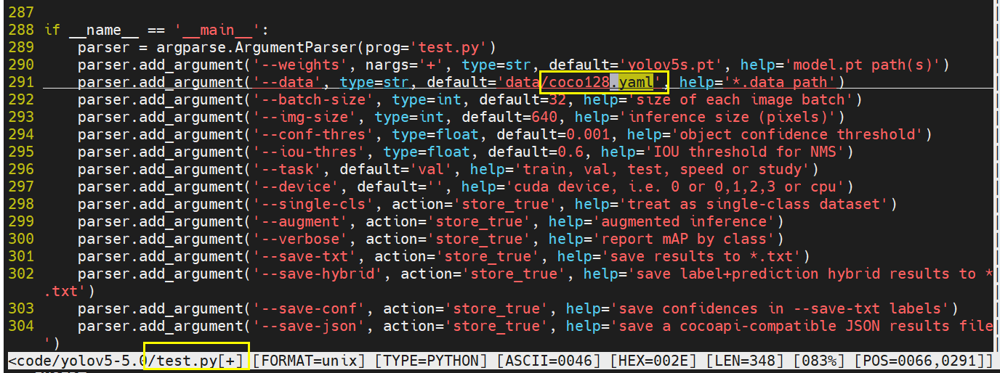 287
288 if __name__ == '__main__':
289     parser = argparse.ArgumentParser(prog='test.py')
290     parser.add_argument('--weights', nargs='+', type=str, default='yolov5s.pt', help='model.pt path(s)')
291     parser.add_argument('--data', type=str, default='data/coco128.yaml', help='*.data path')
292     parser.add_argument('--batch-size', type=int, default=32, help='size of each image batch')
293     parser.add_argument('--img-size', type=int, default=640, help='inference size (pixels)')
294     parser.add_argument('--conf-thres', type=float, default=0.001, help='object confidence threshold')
295     parser.add_argument('--iou-thres', type=float, default=0.6, help='IOU threshold for NMS')
296     parser.add_argument('--task', default='val', help='train, val, test, speed or study')
297     parser.add_argument('--device', default='', help='cuda device, i.e. 0 or 0,1,2,3 or cpu')
298     parser.add_argument('--single-cls', action='store_true', help='treat as single-class dataset')
299     parser.add_argument('--augment', action='store_true', help='augmented inference')
300     parser.add_argument('--verbose', action='store_true', help='report mAP by class')
301     parser.add_argument('--save-txt', action='store_true', help='save results to *.txt')
302     parser.add_argument('--save-hybrid', action='store_true', help='save label+prediction hybrid results to *
.txt')
303     parser.add_argument('--save-conf', action='store_true', help='save confidences in --save-txt labels')
304     parser.add_argument('--save-json', action='store_true', help='save a cocoapi-compatible JSON results file
')
<code/yolov5-5.0/test.py[+] [FORMAT=unix] [TYPE=PYTHON] [ASCII=0046] [HEX=002E] [LEN=348] [083%] [POS=0066,0291]]